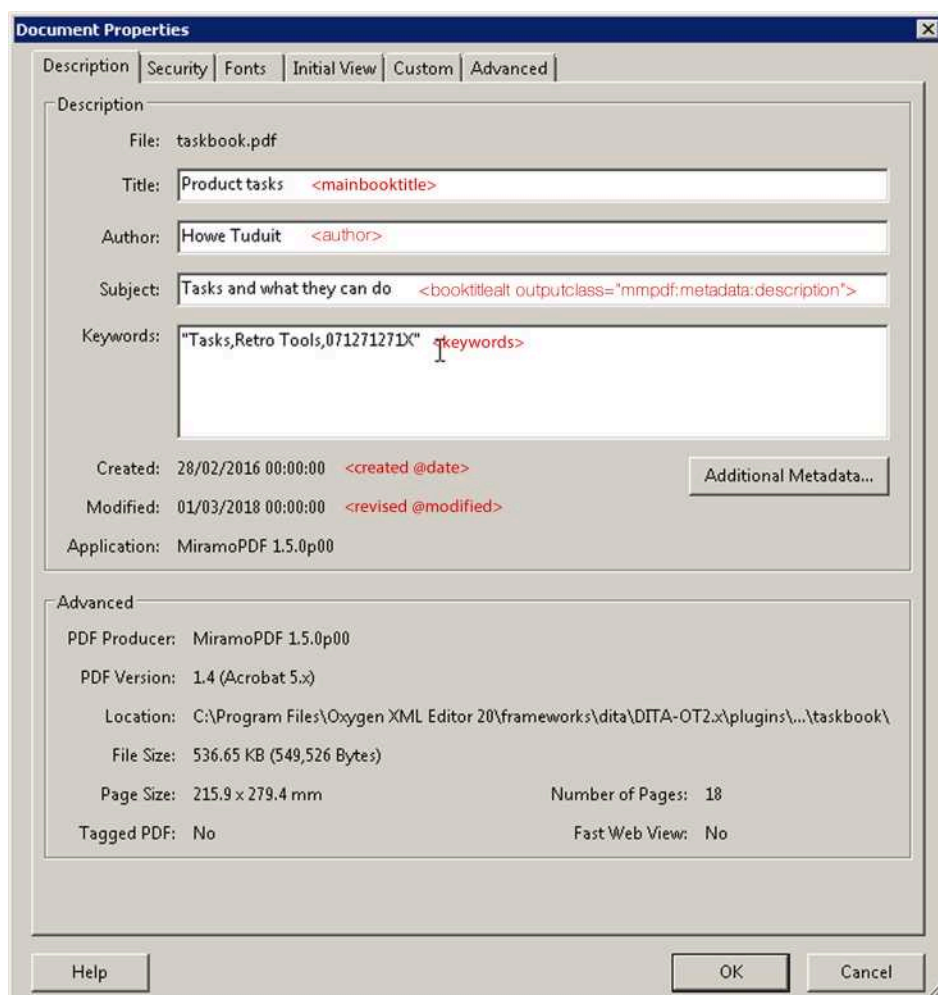 Document Properties
Description Security Fonts Initial View Custom Advanced
Description
File: taskbook.pdf
Title: Product tasks <mainbooktitle>
Author: Howe Tuduit <author>
Subject: Tasks and what they can do <booktitlealt outputclass="mmpdf:metadata:description">
Keywords: "Tasks,Retro Tools,071271271X" <keywords>
Created: 28/02/2016 00:00:00 <created @date>
Additional Metadata...
Modified: 01/03/2018 00:00:00 <revised @modified>
Application: MiramoPDF 1.5.0p00
Advanced
PDF Producer: MiramoPDF 1.5.0p00
PDF Version: 1.4 (Acrobat 5.x)
Location: C:\Program Files\Oxygen XML Editor 20\frameworks\dita\DITA-OT2.x\plugins\...\taskbook\
File Size: 536.65 KB (549,526 Bytes)
Page Size: 215.9 x 279.4 mm Number of Pages: 18
Tagged PDF: No Fast Web View: No
Help OK Cancel